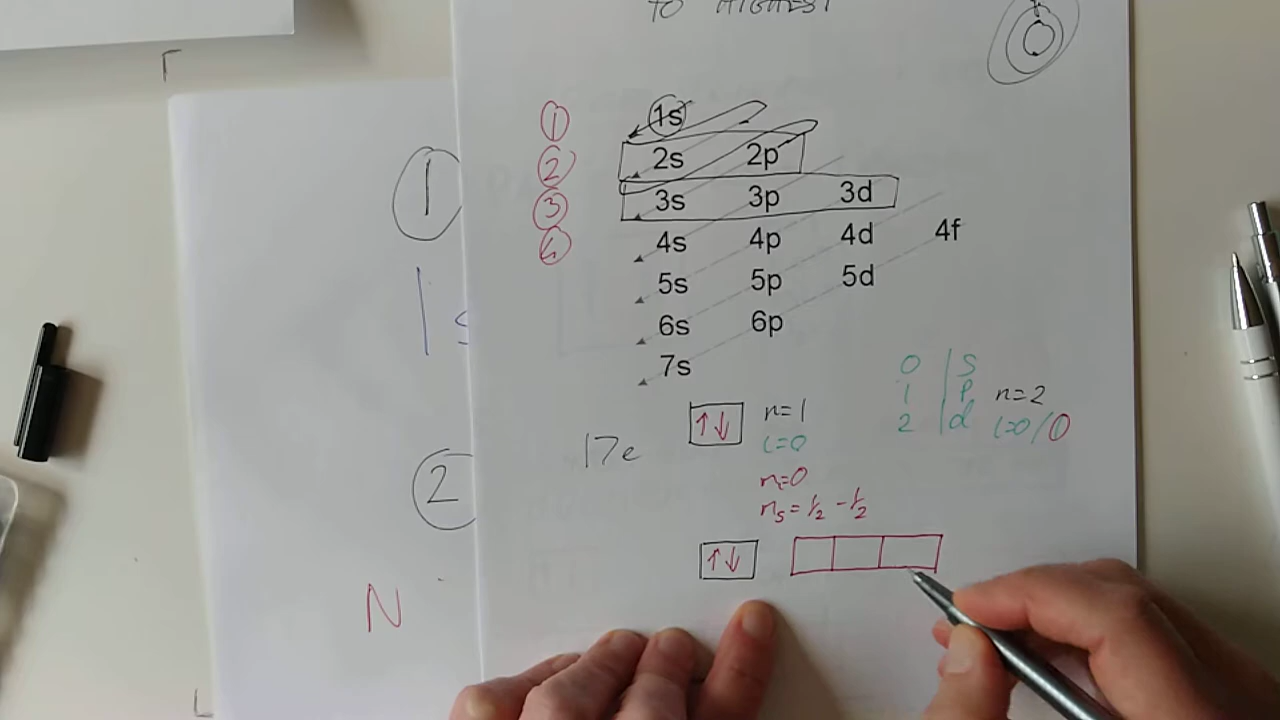 TO HIGHEST
① 1s
② 2s 2p
③ 3s 3p 3d
④ 4s 4p 4d 4f
5s 5p 5d
6s 6p
7s
①
1s
17e
↑↓ n=1
l=0
0 | s
1 | p
2 | d
n=2
l=0/0
m=0
ms=1/2 -1/2
↑↓
②
N